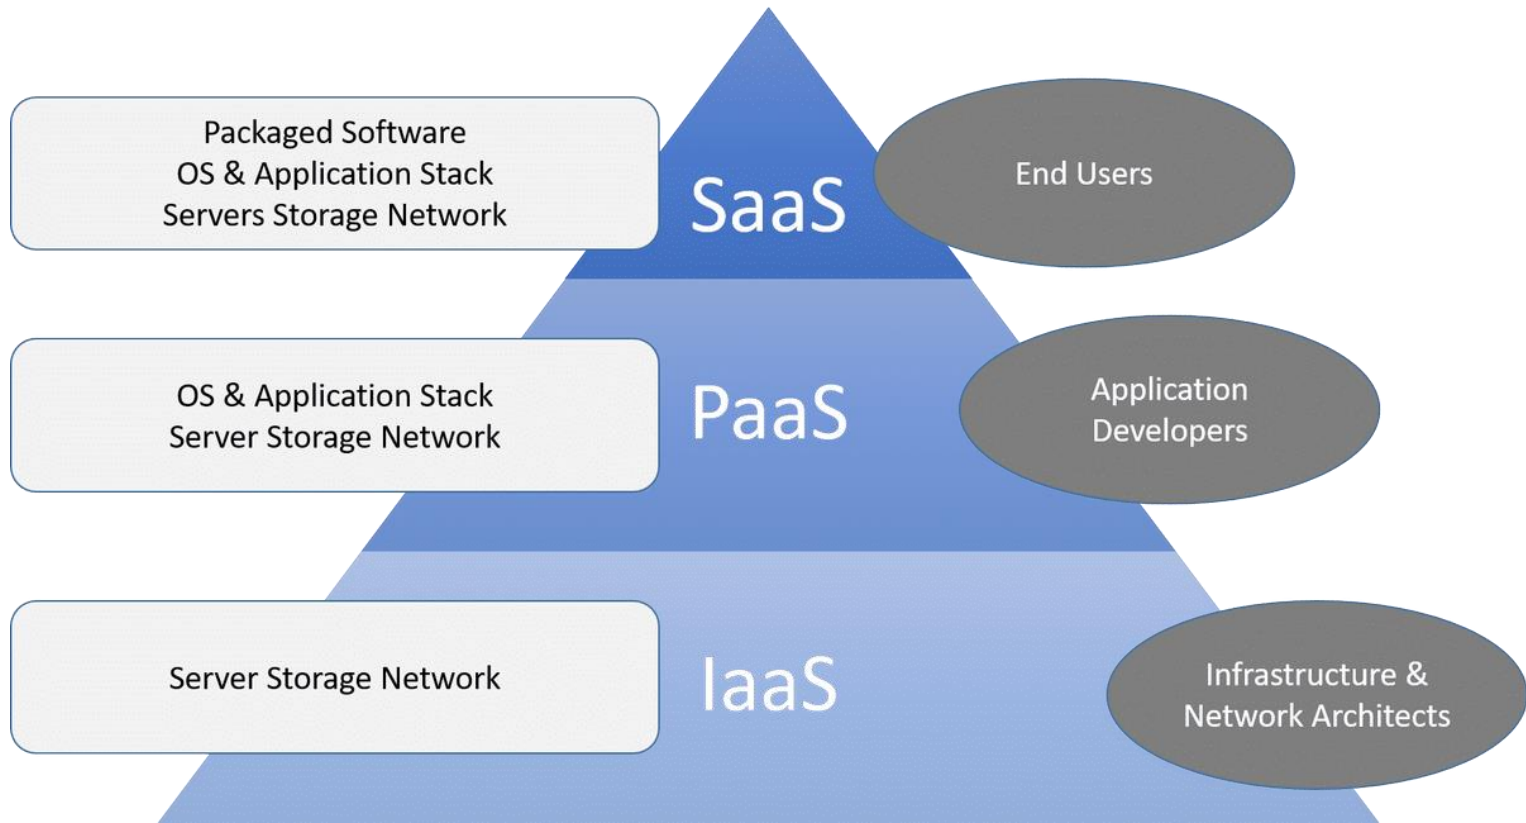 Packaged Software
OS & Application Stack
Servers Storage Network
SaaS
End Users
OS & Application Stack
Server Storage Network
PaaS
Application
Developers
Server Storage Network
IaaS
Infrastructure &
Network Architects